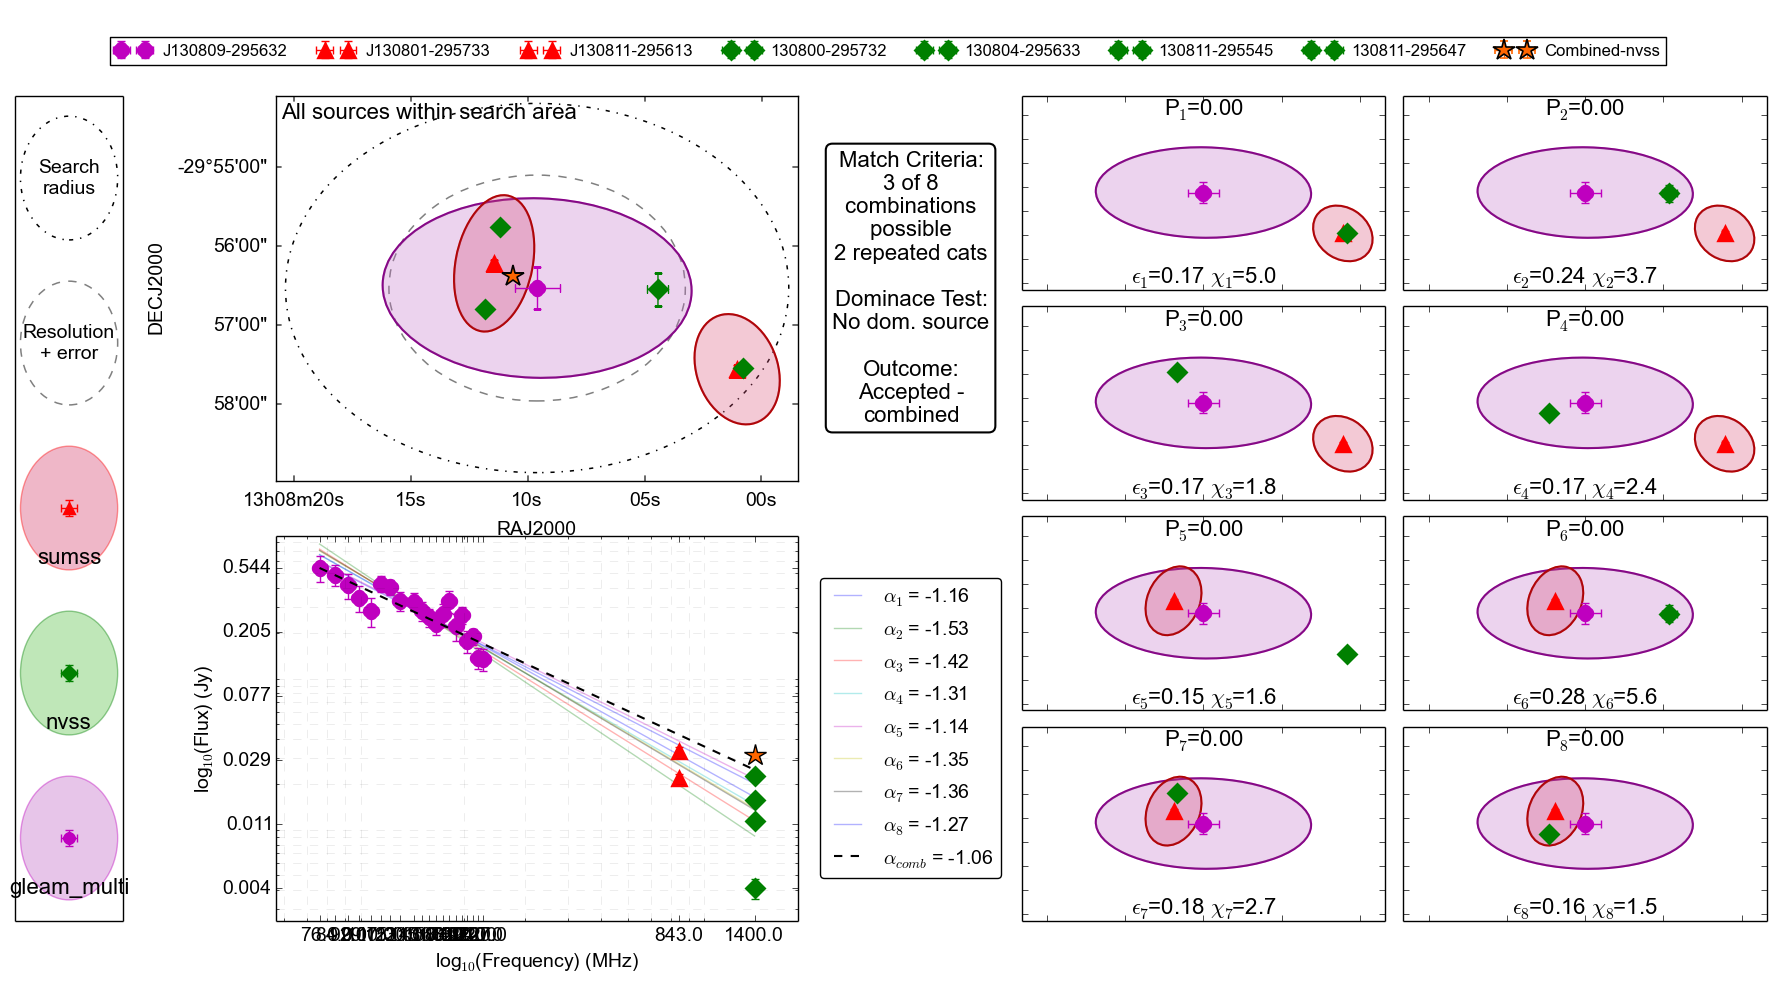 J130809-295632 J130801-295733 J130811-295613 130800-295732 130804-295633 130811-295545 130811-295647 Combined-nvss
Search
radius
Resolution
+ error
sumss
nvss
gleam_multi
All sources within search area
DECJ2000
-29°55'00"
56'00"
57'00"
58'00"
13h08m20s 15s 10s 05s 00s
RAJ2000
Match Criteria:
3 of 8
combinations
possible
2 repeated cats
Dominace Test:
No dom. source
Outcome:
Accepted -
combined
log₁₀(Flux) (Jy)
0.544
0.205
0.077
0.029
0.011
0.004
843.0 1400.0
log₁₀(Frequency) (MHz)
α₁ = -1.16
α₂ = -1.53
α₃ = -1.42
α₄ = -1.31
α₅ = -1.14
α₆ = -1.35
α₇ = -1.36
α₈ = -1.27
α_comb = -1.06
P₁=0.00
ϵ₁=0.17 χ₁=5.0
P₂=0.00
ϵ₂=0.24 χ₂=3.7
P₃=0.00
ϵ₃=0.17 χ₃=1.8
P₄=0.00
ϵ₄=0.17 χ₄=2.4
P₅=0.00
ϵ₅=0.15 χ₅=1.6
P₆=0.00
ϵ₆=0.28 χ₆=5.6
P₇=0.00
ϵ₇=0.18 χ₇=2.7
P₈=0.00
ϵ₈=0.16 χ₈=1.5